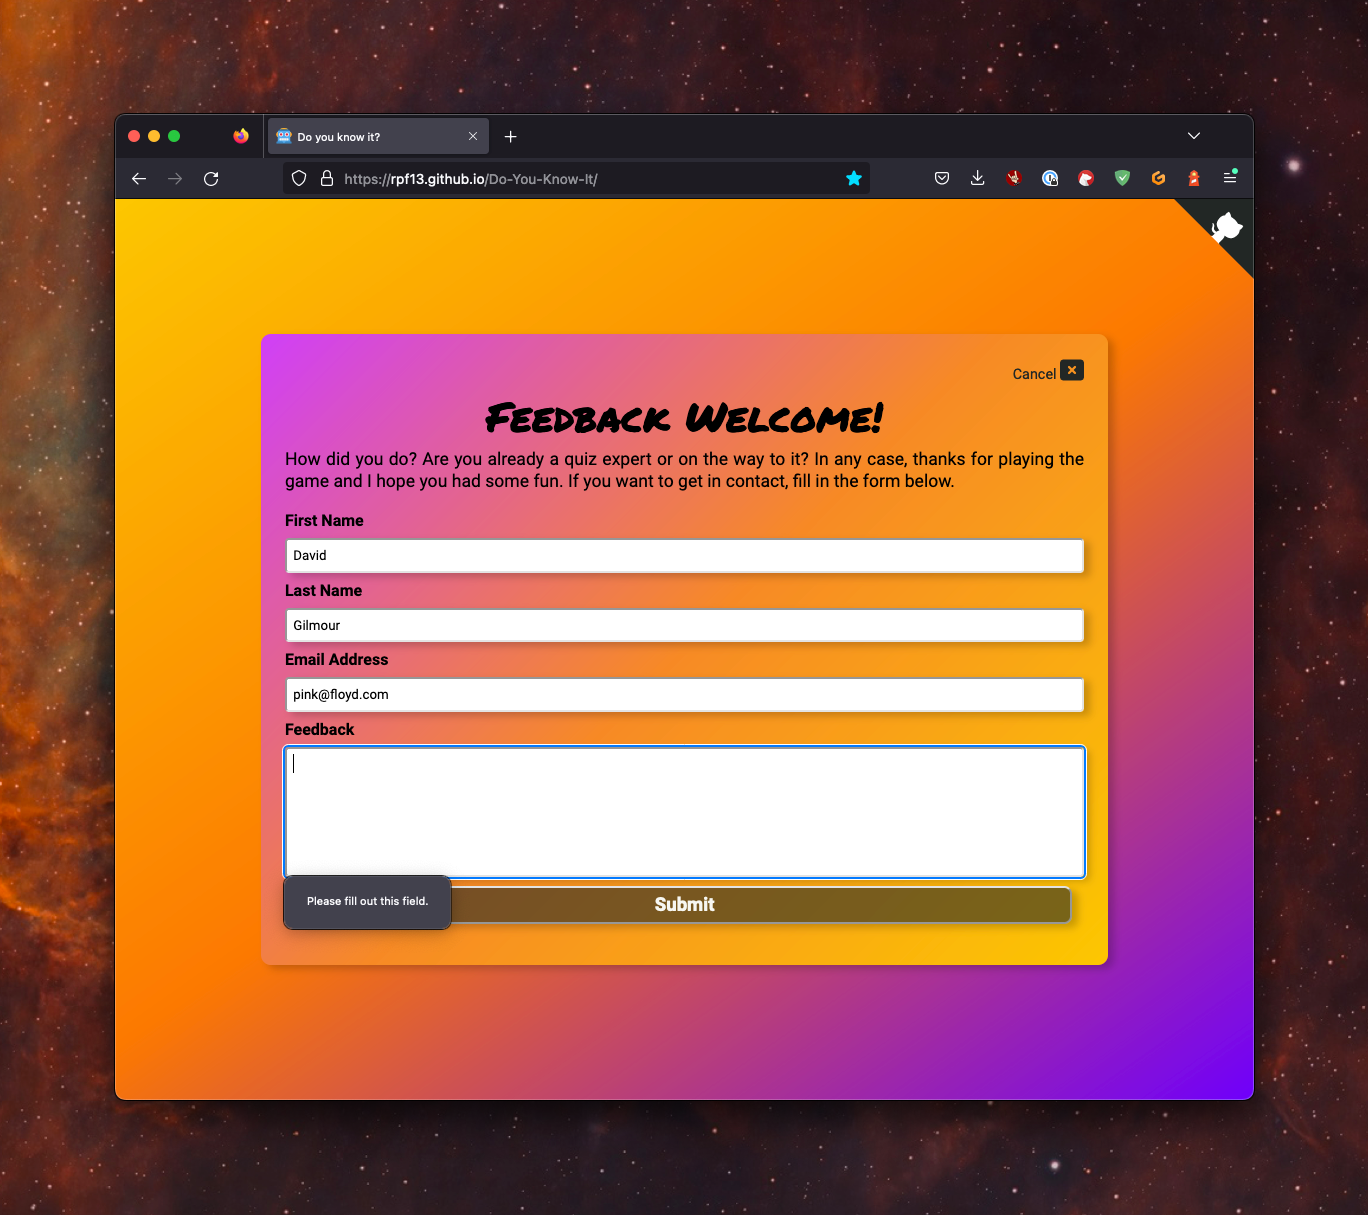 Do you know it?
https://rpf13.github.io/Do-You-Know-It/
Cancel
Feedback Welcome!
How did you do? Are you already a quiz expert or on the way to it? In any case, thanks for playing the
game and I hope you had some fun. If you want to get in contact, fill in the form below.
First Name
David
Last Name
Gilmour
Email Address
pink@floyd.com
Feedback
Please fill out this field.
Submit